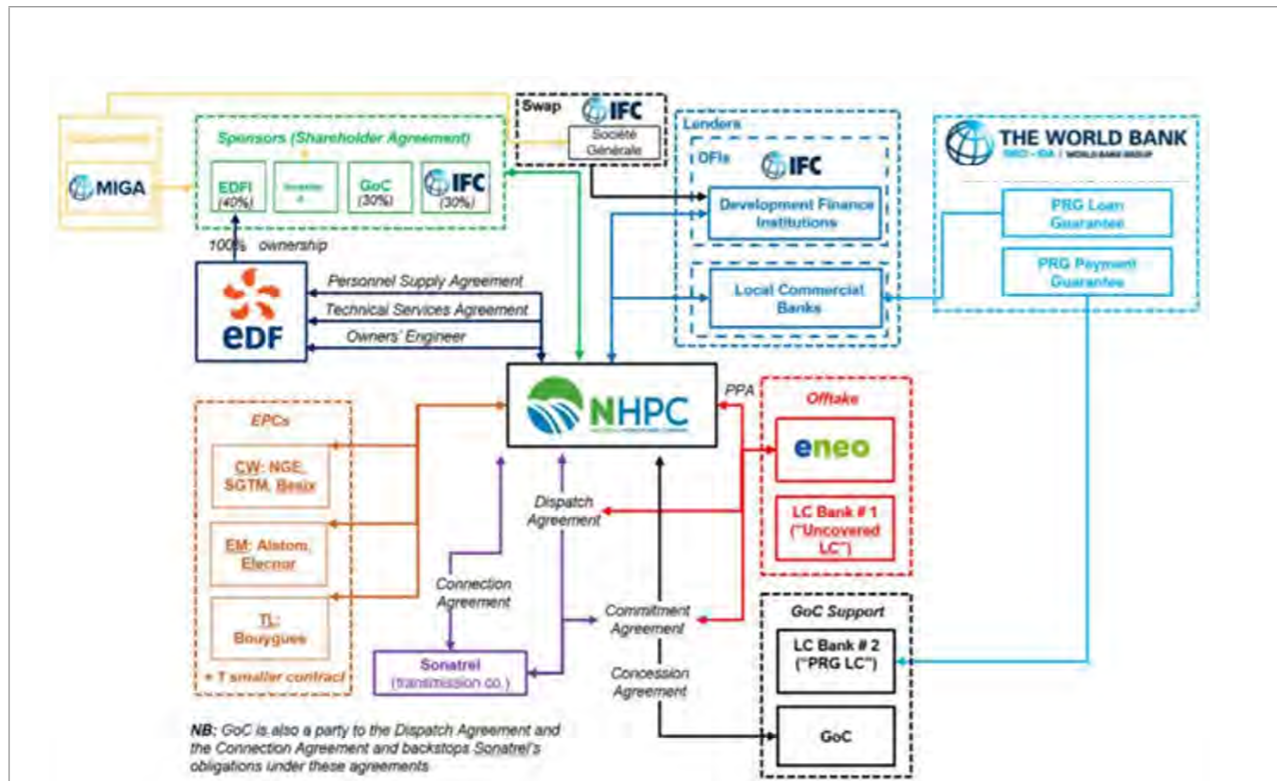 Swap
IFC
Société
Générale
Sponsors (Shareholder Agreement)
MIGA
EDFI
(40%)
GoC
(30%)
IFC
(30%)
100% ownership
Lenders
DFIs
IFC
Development Finance
Institutions
Local Commercial
Banks
THE WORLD BANK
IBRD • IDA | WORLD BANK GROUP
PRG Loan
Guarantee
PRG Payment
Guarantee
eDF
Personnel Supply Agreement
Technical Services Agreement
Owners' Engineer
NHPC
PPA
Offtake
eneo
LC Bank # 1
("Uncovered
LC")
EPCs
CW: NGE,
SGTM, Besix
EM: Alstom,
Elecnor
TL:
Bouygues
+ 1 smaller contract
Dispatch
Agreement
Connection
Agreement
Commitment
Agreement
Concession
Agreement
Sonatrel
(transmission co.)
GoC Support
LC Bank # 2
("PRG LC")
GoC
NB: GoC is also a party to the Dispatch Agreement and
the Connection Agreement and backstops Sonatrel's
obligations under these agreements